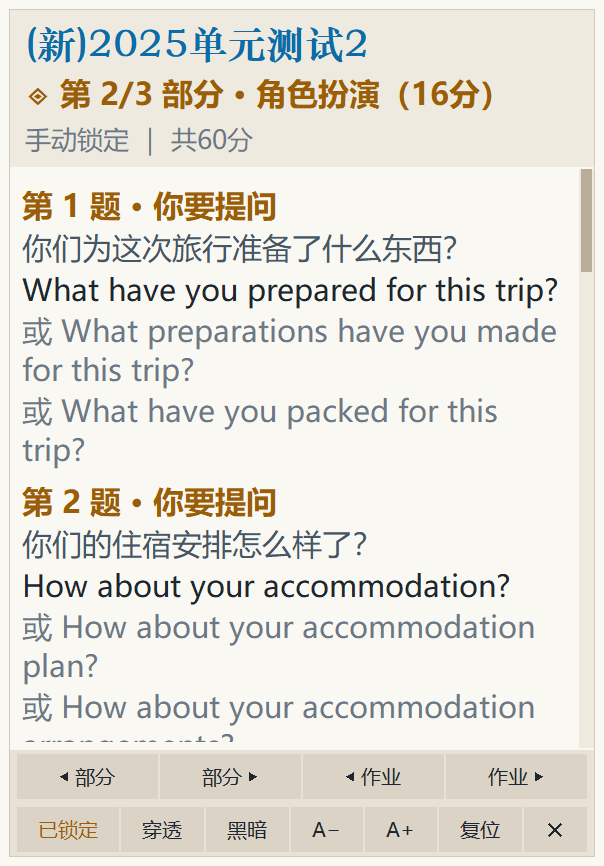 (新)2025单元测试2
第 2/3 部分 • 角色扮演（16分）
手动锁定 ｜ 共60分
第 1 题 • 你要提问
你们为这次旅行准备了什么东西?
What have you prepared for this trip?
或 What preparations have you made
for this trip?
或 What have you packed for this
trip?
第 2 题 • 你要提问
你们的住宿安排怎么样了?
How about your accommodation?
或 How about your accommodation
plan?
或 How about your accommodation
arrangements?
◂ 部分
部分 ▸
◂ 作业
作业 ▸
已锁定
穿透
黑暗
A−
A+
复位
✕